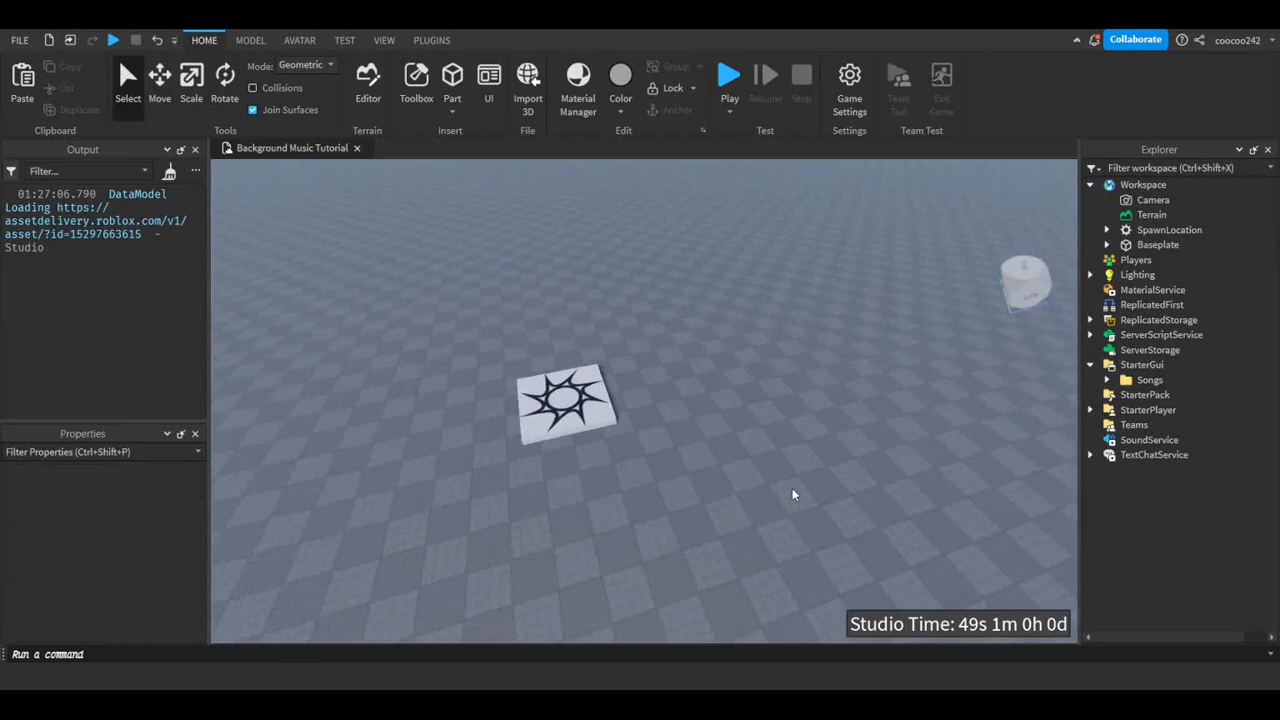 FILE HOME MODEL AVATAR TEST VIEW PLUGINS Collaborate coocoo242
Paste Copy Cut Duplicate Select Move Scale Rotate Mode: Geometric Collisions Join Surfaces Editor Toolbox Part UI Import 3D Material Manager Color Group Lock Anchor Play Resume Stop Game Settings Team Test Exit Game
Clipboard Tools Terrain Insert File Edit Test Settings Team Test
Output
Filter...
01:27:06.790 DataModel
Loading https://
assetdelivery.roblox.com/v1/
asset/?id=15297663615 -
Studio
Properties
Filter Properties (Ctrl+Shift+P)
Background Music Tutorial
Studio Time: 49s 1m 0h 0d
Explorer
Filter workspace (Ctrl+Shift+X)
Workspace
Camera
Terrain
SpawnLocation
Baseplate
Players
Lighting
MaterialService
ReplicatedFirst
ReplicatedStorage
ServerScriptService
ServerStorage
StarterGui
Songs
StarterPack
StarterPlayer
Teams
SoundService
TextChatService
Run a command